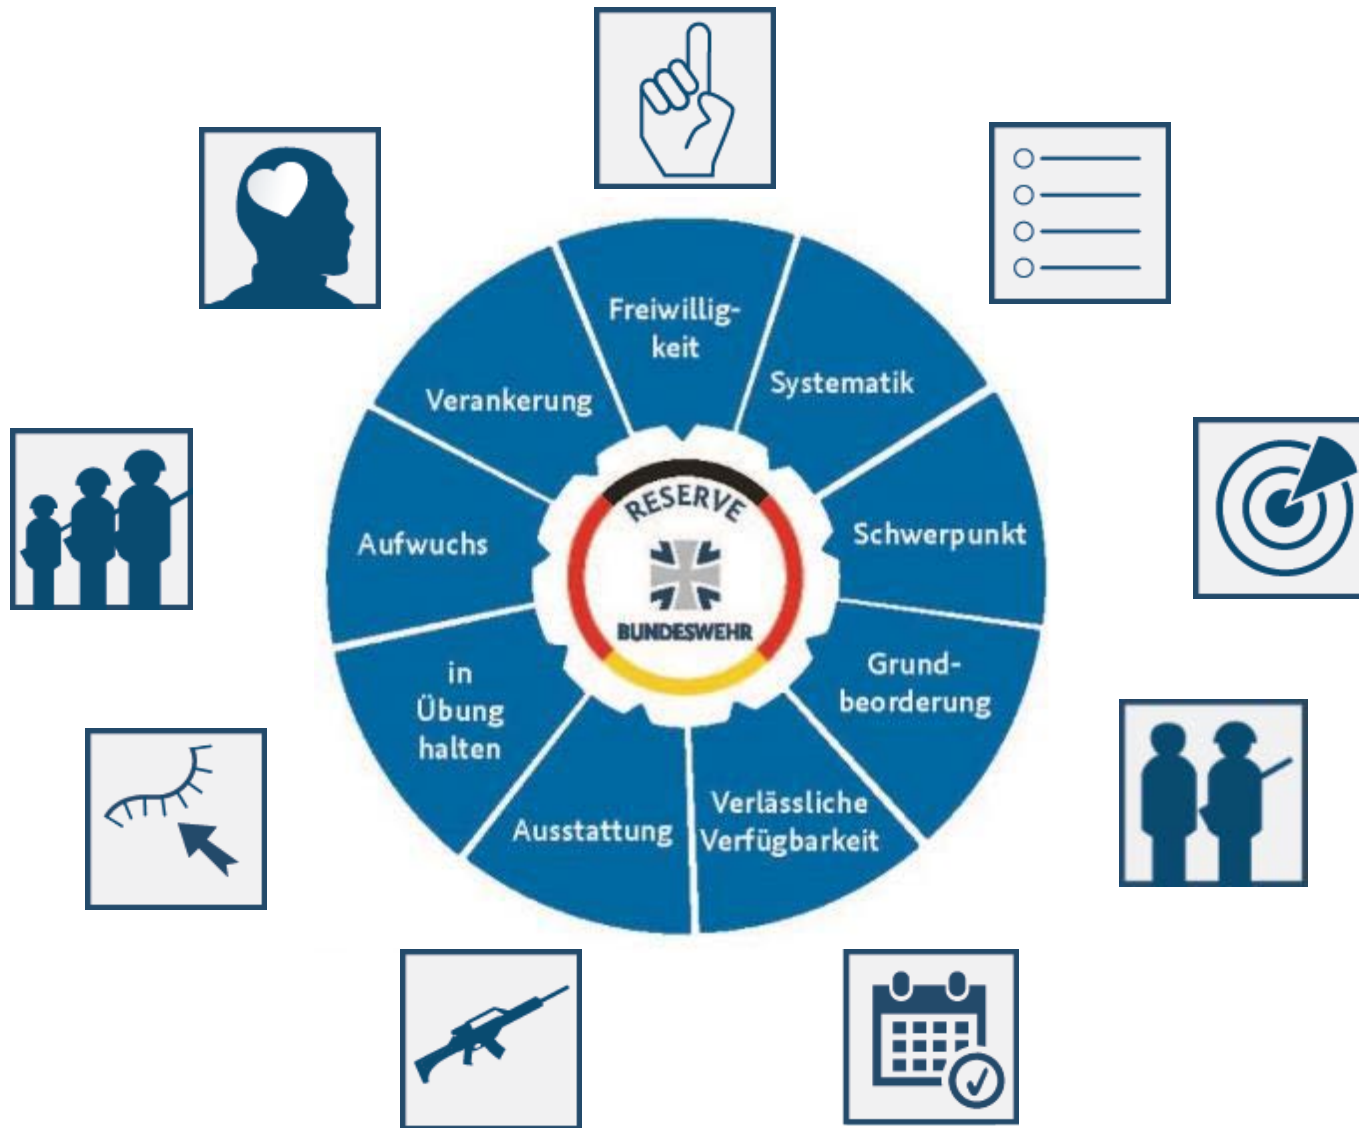 Freiwillig-
keit
Systematik
Schwerpunkt
Grund-
beorderung
Verlässliche
Verfügbarkeit
Ausstattung
in
Übung
halten
Aufwuchs
Verankerung
RESERVE
BUNDESWEHR